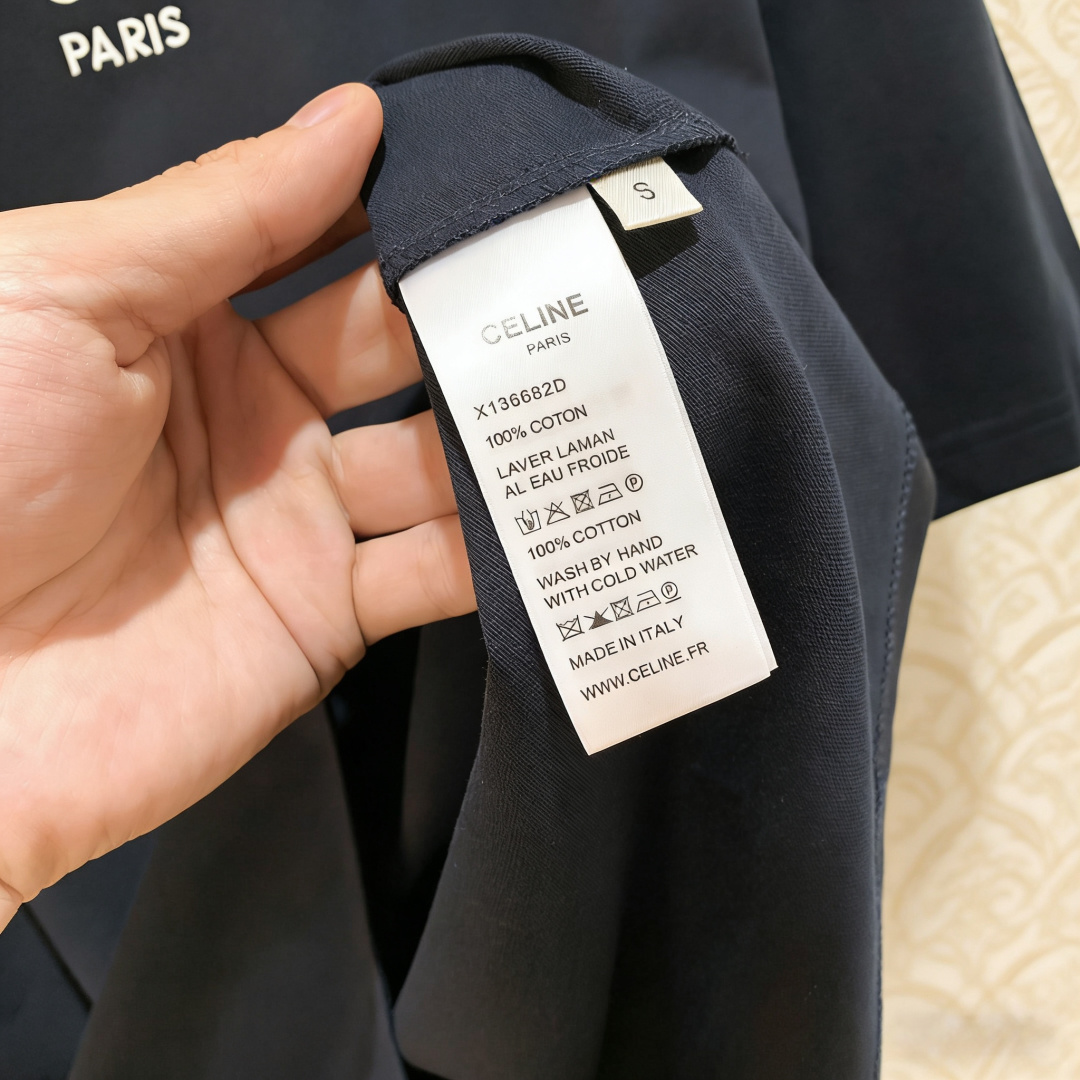 PARIS
S
CELINE
PARIS
X136682D
100% COTON
LAVER LAMAN
AL EAU FROIDE
P
100% COTTON
WASH BY HAND
WITH COLD WATER
P
MADE IN ITALY
WWW.CELINE.FR